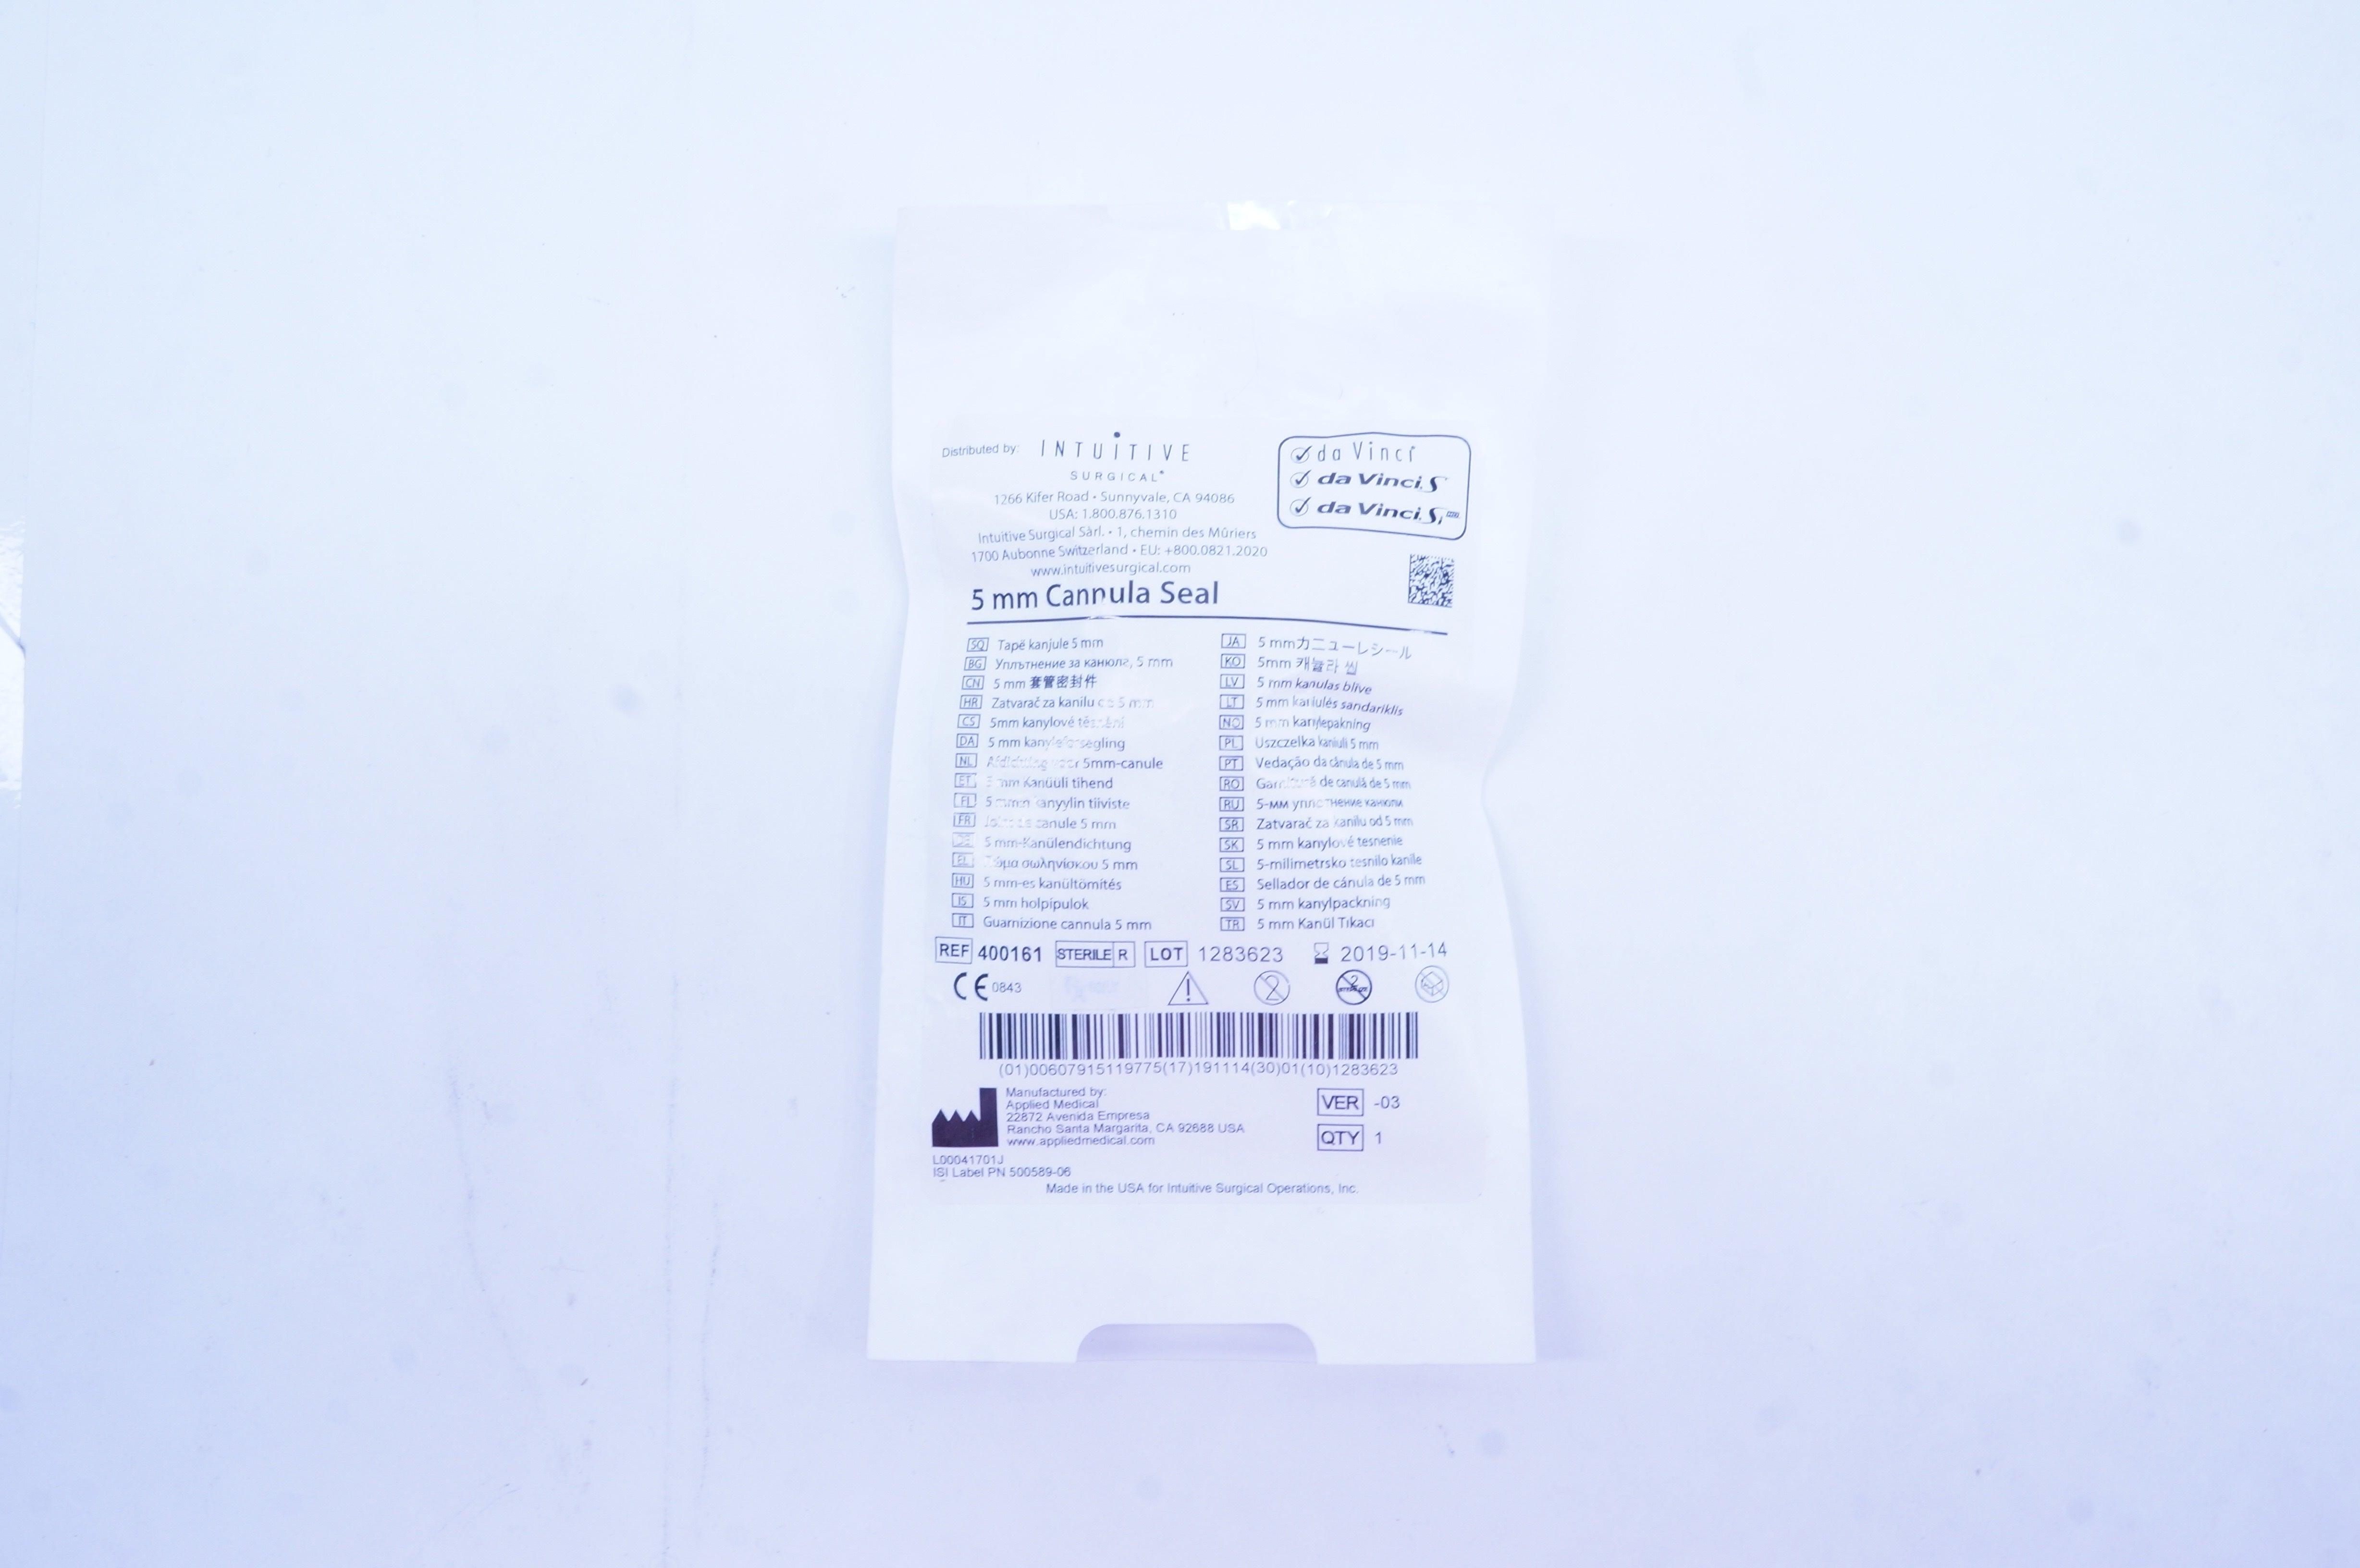 Distributed by:
INTUITIVE
SURGICAL®
1266 Kifer Road • Sunnyvale, CA 94086
USA: 1.800.876.1310
Intuitive Surgical Sàrl. • 1, chemin des Mûriers
1700 Aubonne Switzerland • EU: +800.0821.2020
www.intuitivesurgical.com
da Vinci
da Vinci S
da Vinci Si
5 mm Cannula Seal
SQ Tapë kanjule 5 mm
BG Уплътнение за канюла, 5 mm
CN 5 mm 套管密封件
HR Zatvarač za kanilu 5 mm
CS 5mm kanylové
DA 5 mm
NL 5mm-canule
ET mm Kanüüli tihend
FI 5 tiiviste
FR canule 5 mm
5 mm-Kanülendichtung
EL σωληνίσκου 5 mm
HU 5 mm-es kanültömítés
IS 5 mm holpípulok
IT Guarnizione cannula 5 mm
JA 5 mmカニューレシール
KO 5mm 캐뉼라 씰
LV 5 mm kanulas blīve
LT 5 mm kaniulės sandariklis
NO 5 mm kanylepakning
PL Uszczelka kaniuli 5 mm
PT Vedação da cânula de 5 mm
RO de canulă de 5 mm
RU 5-мм канюли
SR Zatvarač za kanilu od 5 mm
SK 5 mm kanylové tesnenie
SL 5-milimetrsko tesnilo kanile
ES Sellador de cánula de 5 mm
SV 5 mm kanylpackning
TR 5 mm Kanül Tıkacı
REF 400161 STERILE R LOT 1283623 2019-11-14
CE 0843
(01)00607915119775(17)191114(30)01(10)1283623
Manufactured by:
Applied Medical
22872 Avenida Empresa
Rancho Santa Margarita, CA 92688 USA
www.appliedmedical.com
VER -03
QTY 1
L00041701J
ISI Label PN 500589-06
Made in the USA for Intuitive Surgical Operations, Inc.